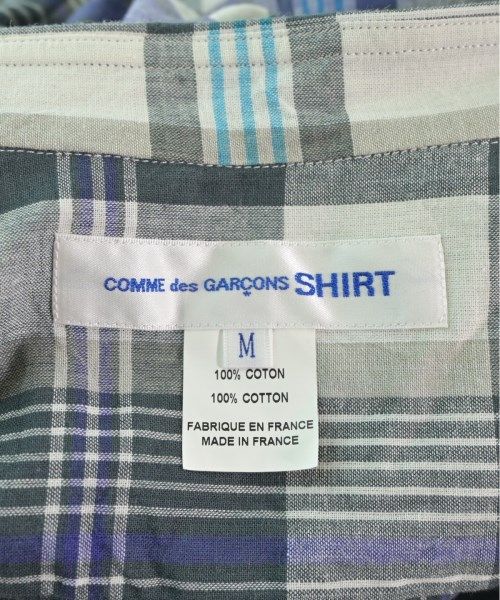 COMME des GARÇONS SHIRT
M
100% COTON
100% COTTON
FABRIQUE EN FRANCE
MADE IN FRANCE